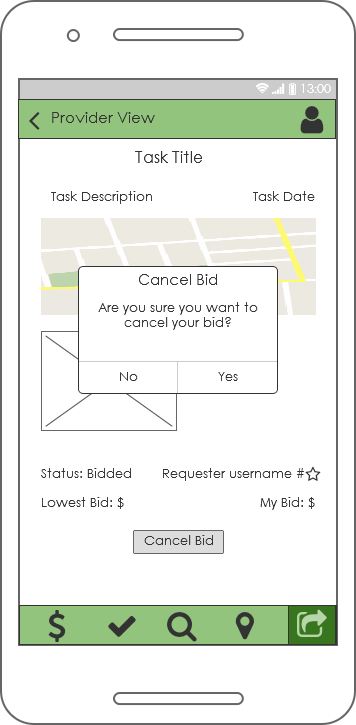 13:00
Provider View
Task Title
Task Description Task Date
Cancel Bid
Are you sure you want to
cancel your bid?
No Yes
Status: Bidded Requester username #
Lowest Bid: $ My Bid: $
Cancel Bid
$